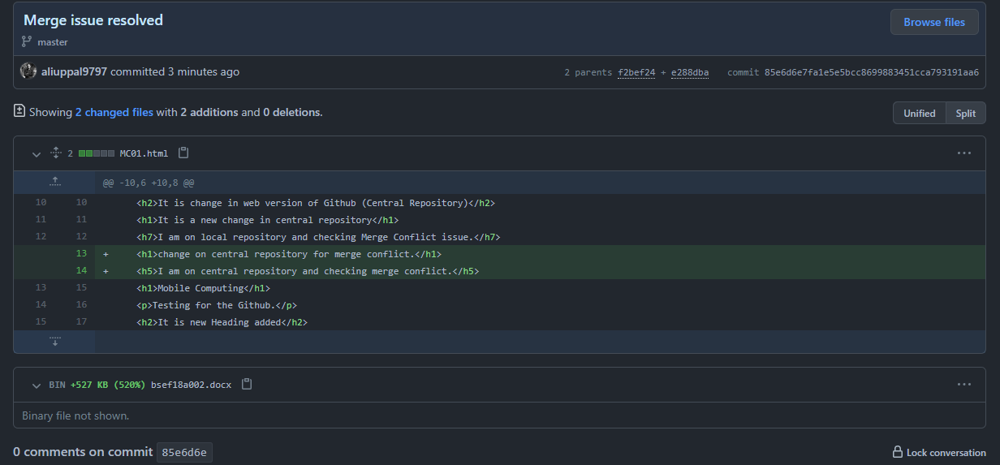 Merge issue resolved
Browse files
master
aliuppal9797 committed 3 minutes ago
2 parents f2bef24 + e288dba commit 85e6d6e7fa1e5e5bcc8699883451cca793191aa6
Showing 2 changed files with 2 additions and 0 deletions.
Unified Split
2 MC01.html
@@ -10,6 +10,8 @@
10 10 <h2>It is change in web version of Github (Central Repository)</h2>
11 11 <h1>It is a new change in central repository</h1>
12 12 <h7>I am on local repository and checking Merge Conflict issue.</h7>
13 + <h1>change on central repository for merge conflict.</h1>
14 + <h5>I am on central repository and checking merge conflict.</h5>
13 15 <h1>Mobile Computing</h1>
14 16 <p>Testing for the Github.</p>
15 17 <h2>It is new Heading added</h2>
BIN +527 KB (520%) bsef18a002.docx
Binary file not shown.
0 comments on commit 85e6d6e
Lock conversation